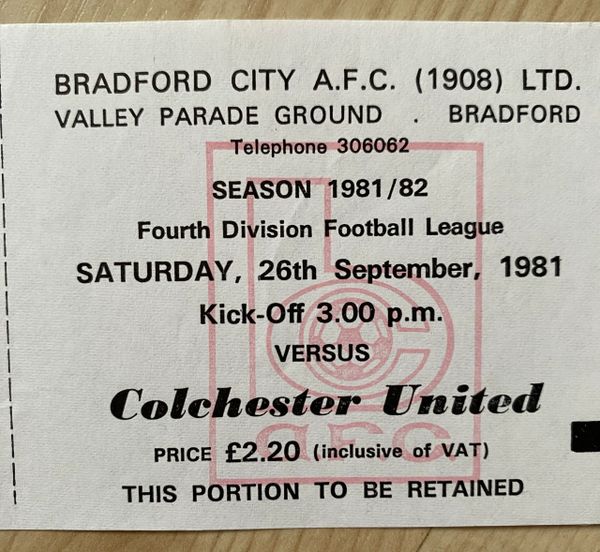 BRADFORD CITY A.F.C. (1908) LTD.
VALLEY PARADE GROUND . BRADFORD
Telephone 306062
SEASON 1981/82
Fourth Division Football League
SATURDAY, 26th September, 1981
Kick-Off 3.00 p.m.
VERSUS
Colchester United
PRICE £2.20 (inclusive of VAT)
A.F.C.
THIS PORTION TO BE RETAINED